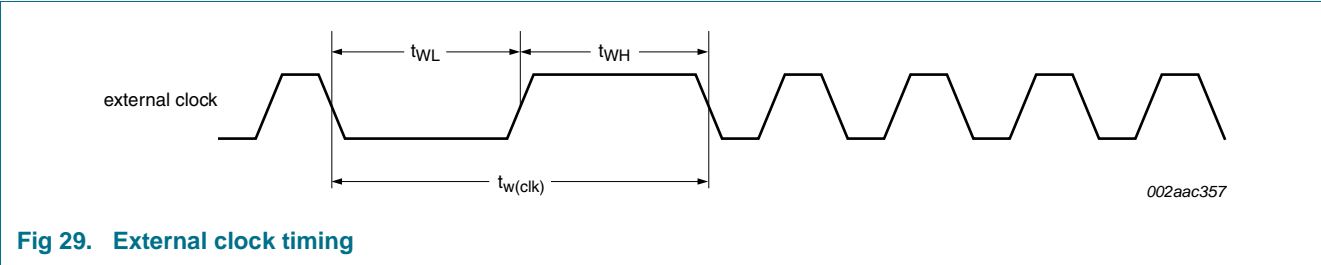 tWL
tWH
external clock
tw(clk)
002aac357
Fig 29. External clock timing